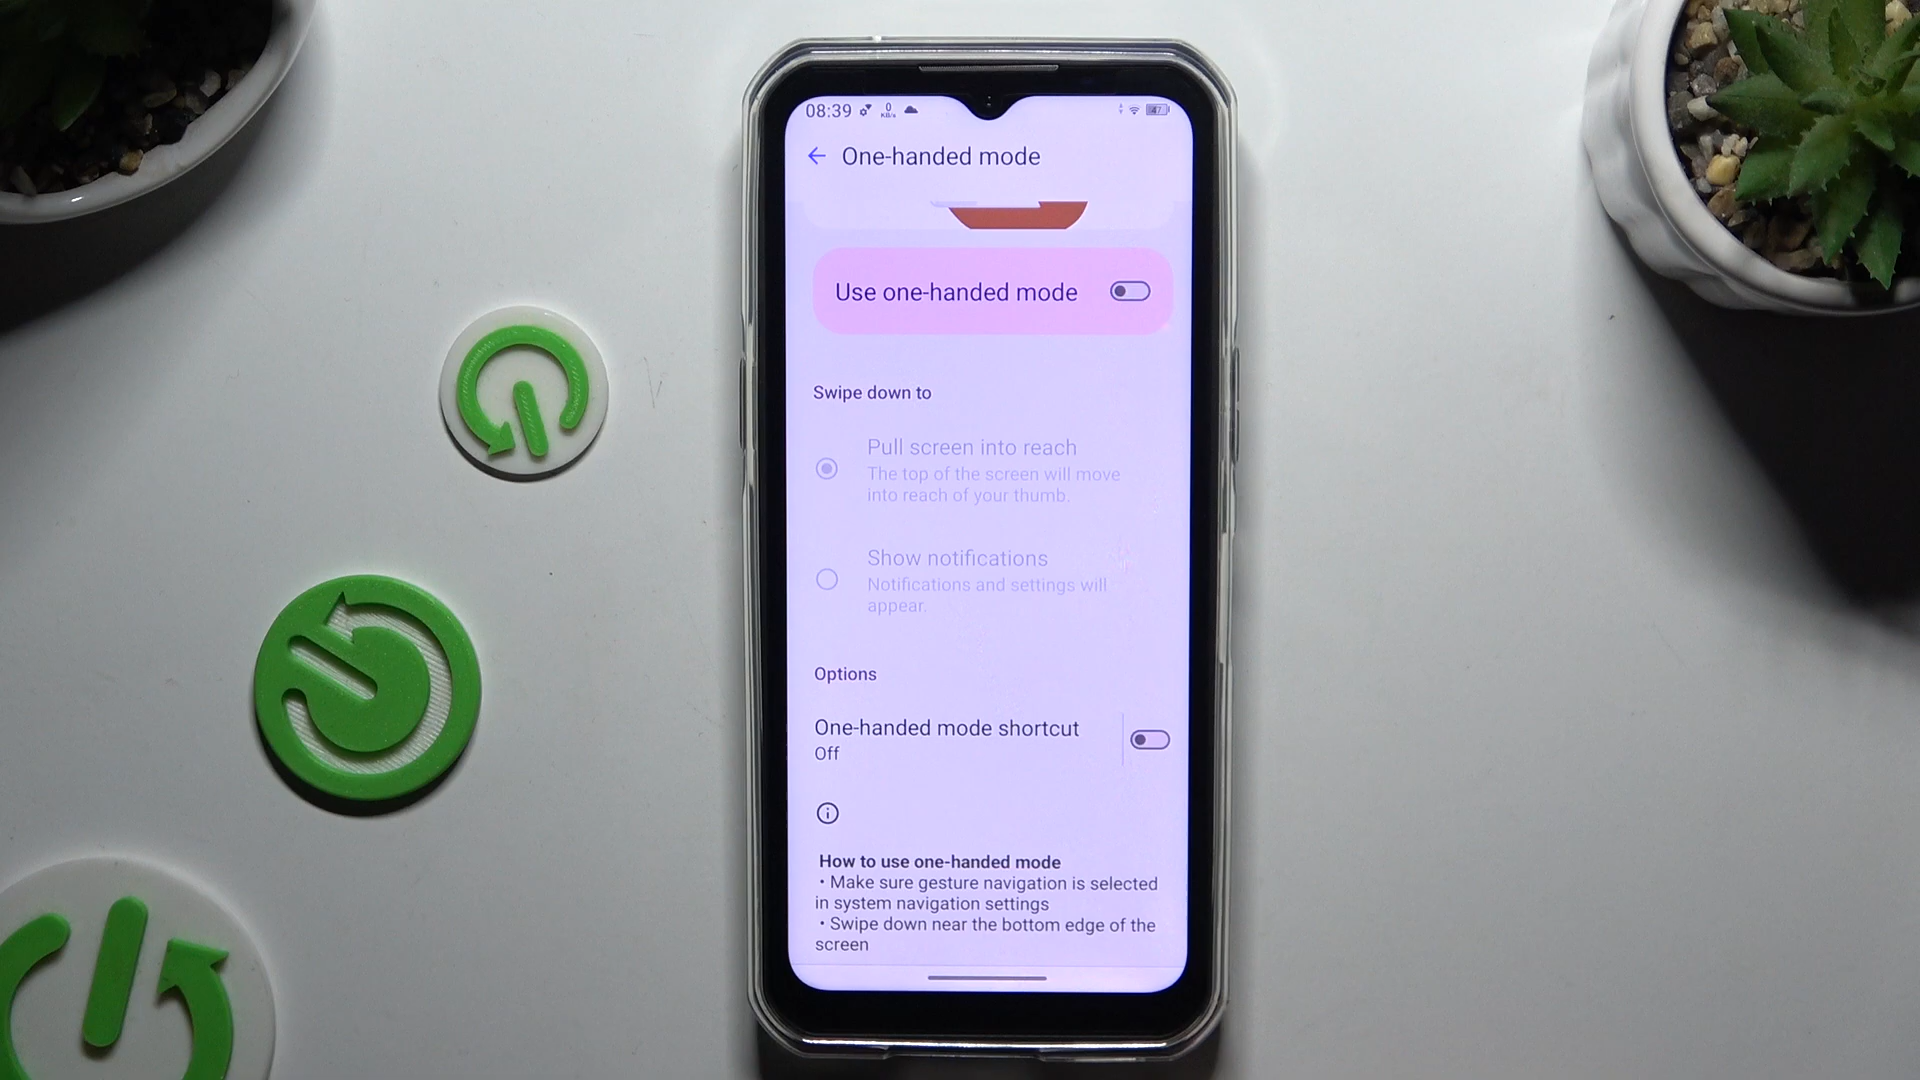 08:39
0
KB/s
47
One-handed mode
Use one-handed mode
Swipe down to
Pull screen into reach
The top of the screen will move
into reach of your thumb.
Show notifications
Notifications and settings will
appear.
Options
One-handed mode shortcut
Off
How to use one-handed mode
• Make sure gesture navigation is selected
in system navigation settings
• Swipe down near the bottom edge of the
screen